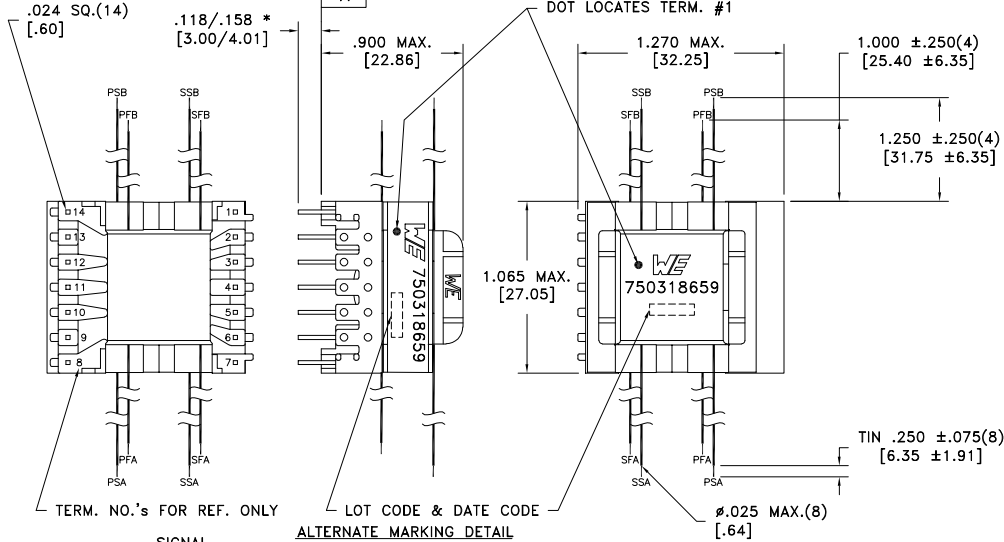 .024 SQ.(14)
[.60]
.118/.158 *
[3.00/4.01]
.900 MAX.
[22.86]
DOT LOCATES TERM. #1
1.270 MAX.
[32.25]
1.000 ±.250(4)
[25.40 ±6.35]
1.250 ±.250(4)
[31.75 ±6.35]
PSB
SSB
PFB
SFB
SSB
PSB
SFB
PFB
14
13
12
11
10
9
8
1
2
3
4
5
6
7
WE 750318659
WE
1.065 MAX.
[27.05]
WE
750318659
PFA
SFA
PSA
SSA
SFA
PFA
SSA
PSA
TIN .250 ±.075(8)
[6.35 ±1.91]
TERM. NO.'s FOR REF. ONLY
LOT CODE & DATE CODE
ALTERNATE MARKING DETAIL
ø.025 MAX.(8)
[.64]